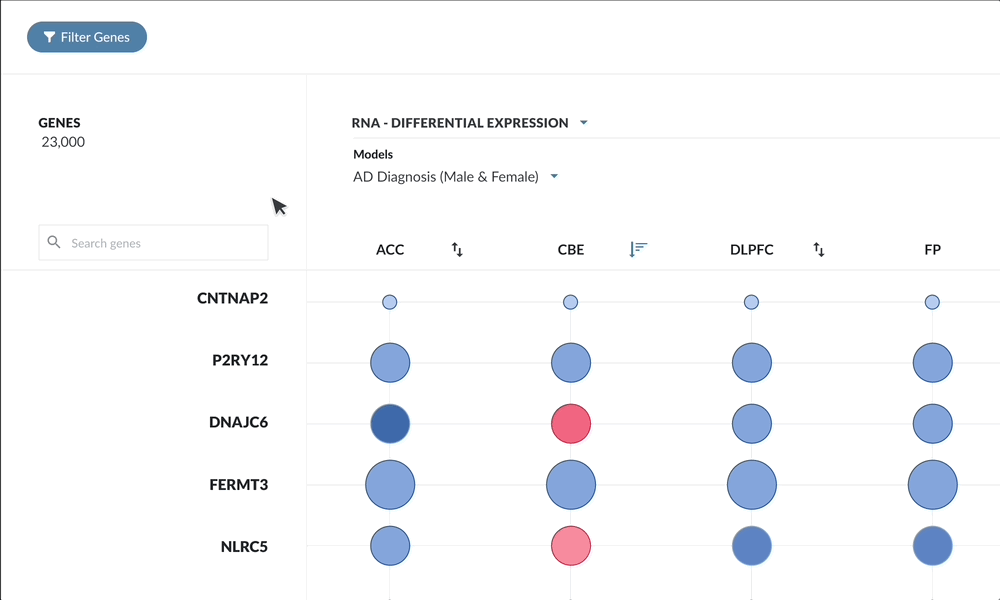 Filter Genes
GENES
23,000
RNA - DIFFERENTIAL EXPRESSION
Models
AD Diagnosis (Male & Female)
Search genes
ACC CBE DLPFC FP
CNTNAP2
P2RY12
DNAJC6
FERMT3
NLRC5